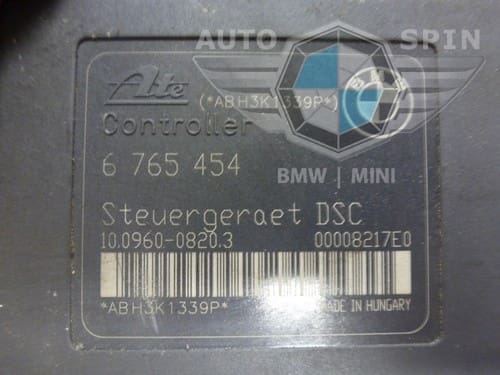 AUTO SPIN
Ate
(*ABH3K1339P*)
Controller
6 765 454
BMW | MINI
Steuergeraet DSC
10.0960-0820.3 00008217E0
*ABH3K1339P*
MADE IN HUNGARY